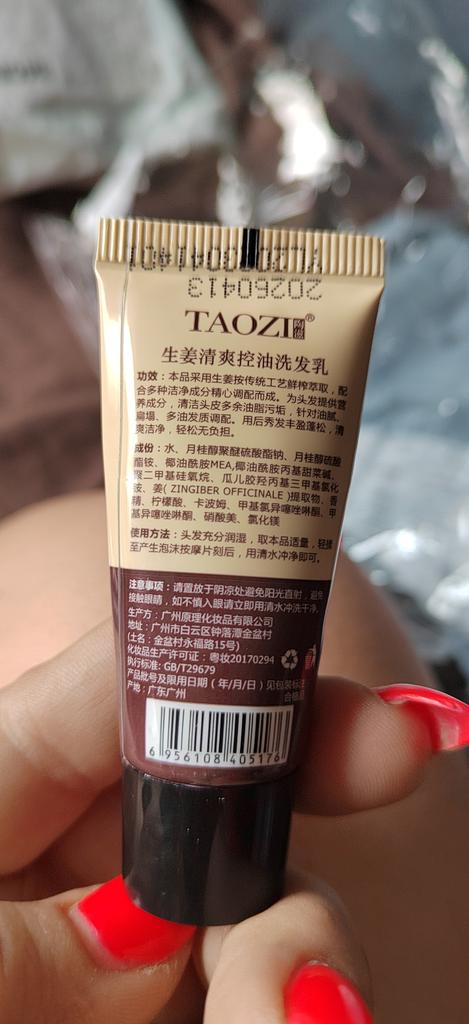 YL20004140L
20260413
TAOZI® 陶滋
生姜清爽控油洗发乳
功效：本品采用生姜按传统工艺鲜榨萃取，配
合多种洁净成分精心调配而成。为头发提供营
养成分，清洁头皮多余油脂污垢，针对油腻、
扁塌、多油发质调配。用后秀发丰盈蓬松，清
爽洁净，轻松无负担。
成份：水、月桂醇聚醚硫酸酯钠、月桂醇硫酸
酯铵、椰油酰胺MEA,椰油酰胺丙基甜菜碱、
聚二甲基硅氧烷、瓜儿胶羟丙基三甲基氯化
铵、姜( ZINGIBER OFFICINALE )提取物、香
精、柠檬酸、卡波姆、甲基氯异噻唑啉酮、甲
基异噻唑啉酮、硝酸美、氯化镁
使用方法：头发充分润湿，取本品适量，轻揉
至产生泡沫按摩片刻后，用清水冲净即可。
注意事项：请置放于阴凉处避免阳光直射，避免
接触眼睛，如不慎入眼请立即用清水冲洗干净。
生产方：广州原理化妆品有限公司
地址：广州市白云区钟落潭金盆村
(土名：金盆村永福路15号)
化妆品生产许可证：粤妆20170294
执行标准: GB/T29679
产品批号及限用日期（年/月/日）见包装标注
产地：广东广州
合格品
6 956108 405176